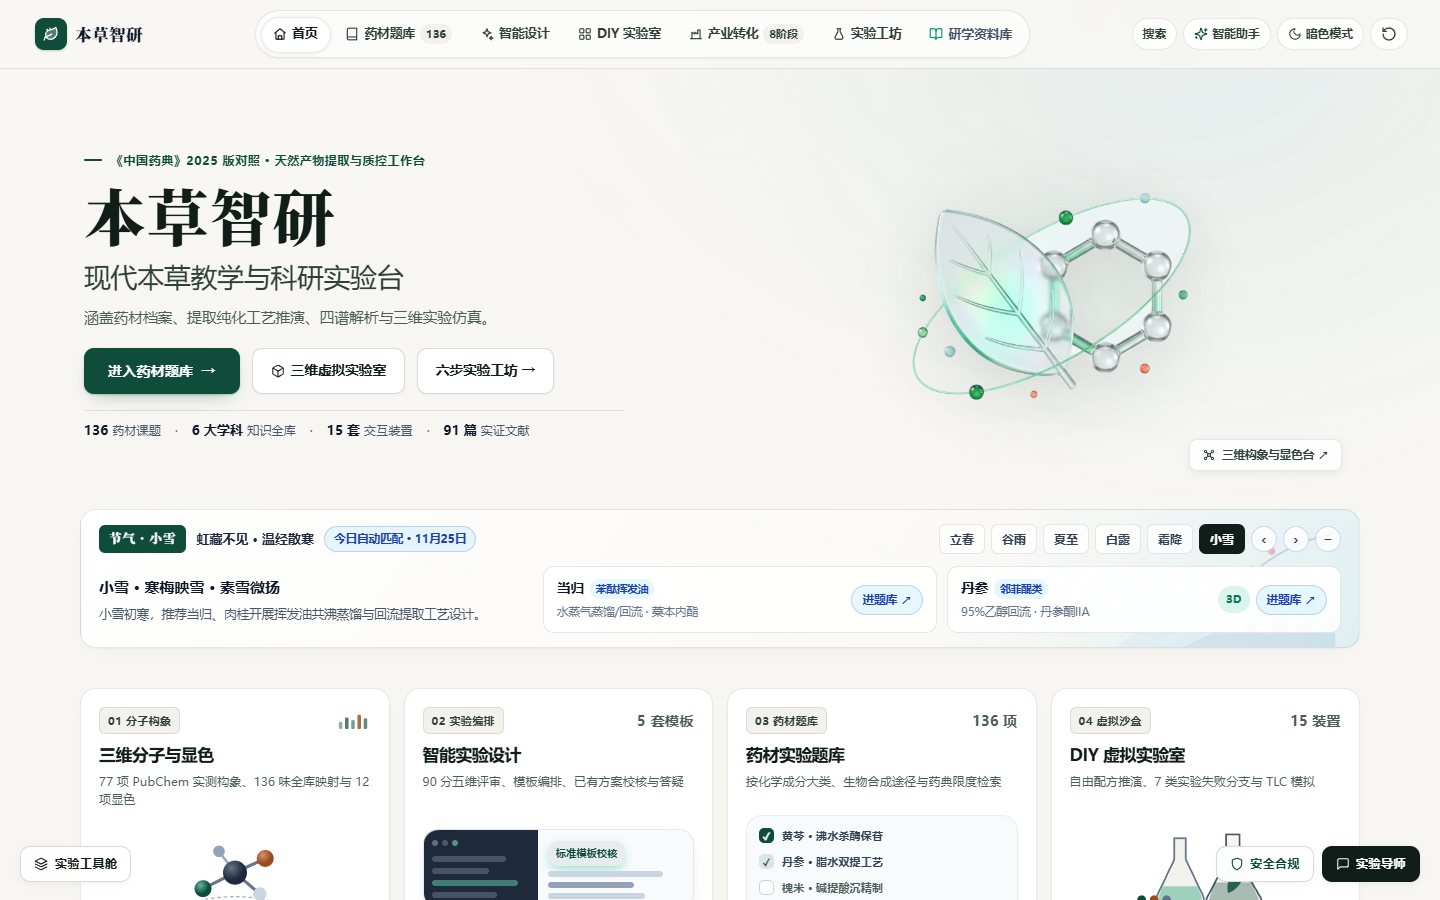 本草智研
首页
药材题库 136
智能设计
DIY 实验室
产业转化 8阶段
实验工坊
研学资料库
搜索
智能助手
暗色模式
《中国药典》2025 版对照 • 天然产物提取与质控工作台
本草智研
现代本草教学与科研实验台
涵盖药材档案、提取纯化工艺推演、四谱解析与三维实验仿真。
进入药材题库 →
三维虚拟实验室
六步实验工坊 →
136 药材课题 · 6 大学科 知识全库 · 15 套 交互装置 · 91 篇 实证文献
三维构象与显色台 ↗
节气 · 小雪
虹藏不见 • 温经散寒
今日自动匹配 • 11月25日
立春
谷雨
夏至
白露
霜降
小雪
‹
›
−
小雪 • 寒梅映雪 • 素雪微扬
小雪初寒，推荐当归、肉桂开展挥发油共沸蒸馏与回流提取工艺设计。
当归 苯酞挥发油
水蒸气蒸馏/回流 · 藁本内酯
进题库 ↗
丹参 邻菲醌类
95%乙醇回流 · 丹参酮IIA
3D
进题库 ↗
01 分子构象
三维分子与显色
77 项 PubChem 实测构象、136 味全库映射与 12
项显色
02 实验编排
5 套模板
智能实验设计
90 分五维评审、模板编排、已有方案校核与答疑
标准模板校核
03 药材题库
136 项
药材实验题库
按化学成分大类、生物合成途径与药典限度检索
黄芩 • 沸水杀酶保苷
丹参 • 脂水双提工艺
槐米 • 碱提酸沉精制
04 虚拟沙盒
15 装置
DIY 虚拟实验室
自由配方推演、7 类实验失败分支与 TLC 模拟
实验工具舱
安全合规
实验导师